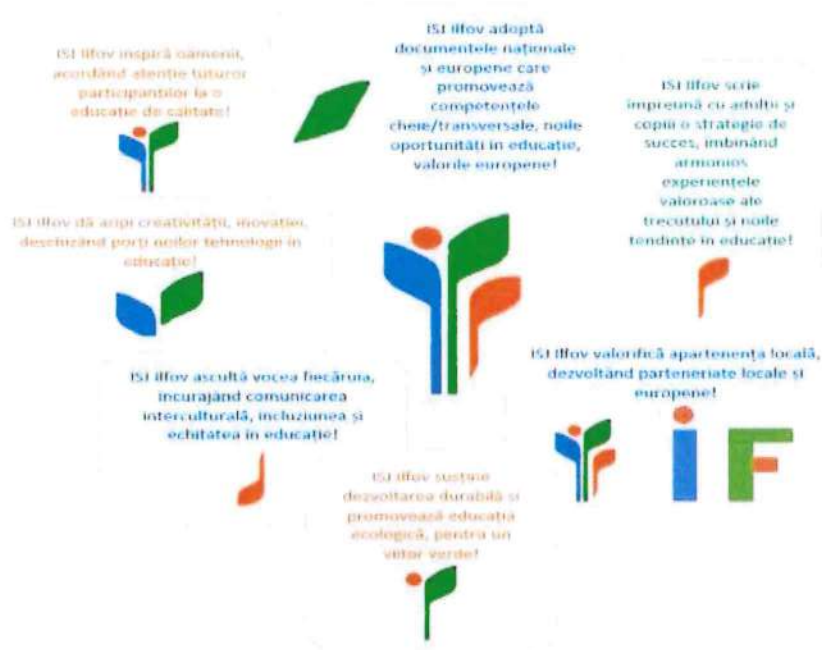 ISJ Ilfov inspiră oamenii,
acordând atenție tuturor
participanților la o
educație de calitate!
ISJ Ilfov adoptă
documentele naționale
și europene care
promovează
competențele
cheie/transversale, noile
oportunități în educație,
valorile europene!
ISJ Ilfov scrie
împreună cu adulții și
copiii o strategie de
succes, îmbinând
armonios
experiențele
valoroase ale
trecutului și noile
tendințe în educație!
ISJ Ilfov dă aripi creativității, inovației,
deschizând porți noilor tehnologii în
educație!
ISJ Ilfov ascultă vocea fiecăruia,
încurajând comunicarea
interculturală, incluziunea și
echitatea în educație!
ISJ Ilfov valorifică apartenența locală,
dezvoltând parteneriate locale și
europene!
iF
ISJ Ilfov susține
dezvoltarea durabilă și
promovează educația
ecologică, pentru un
viitor verde!